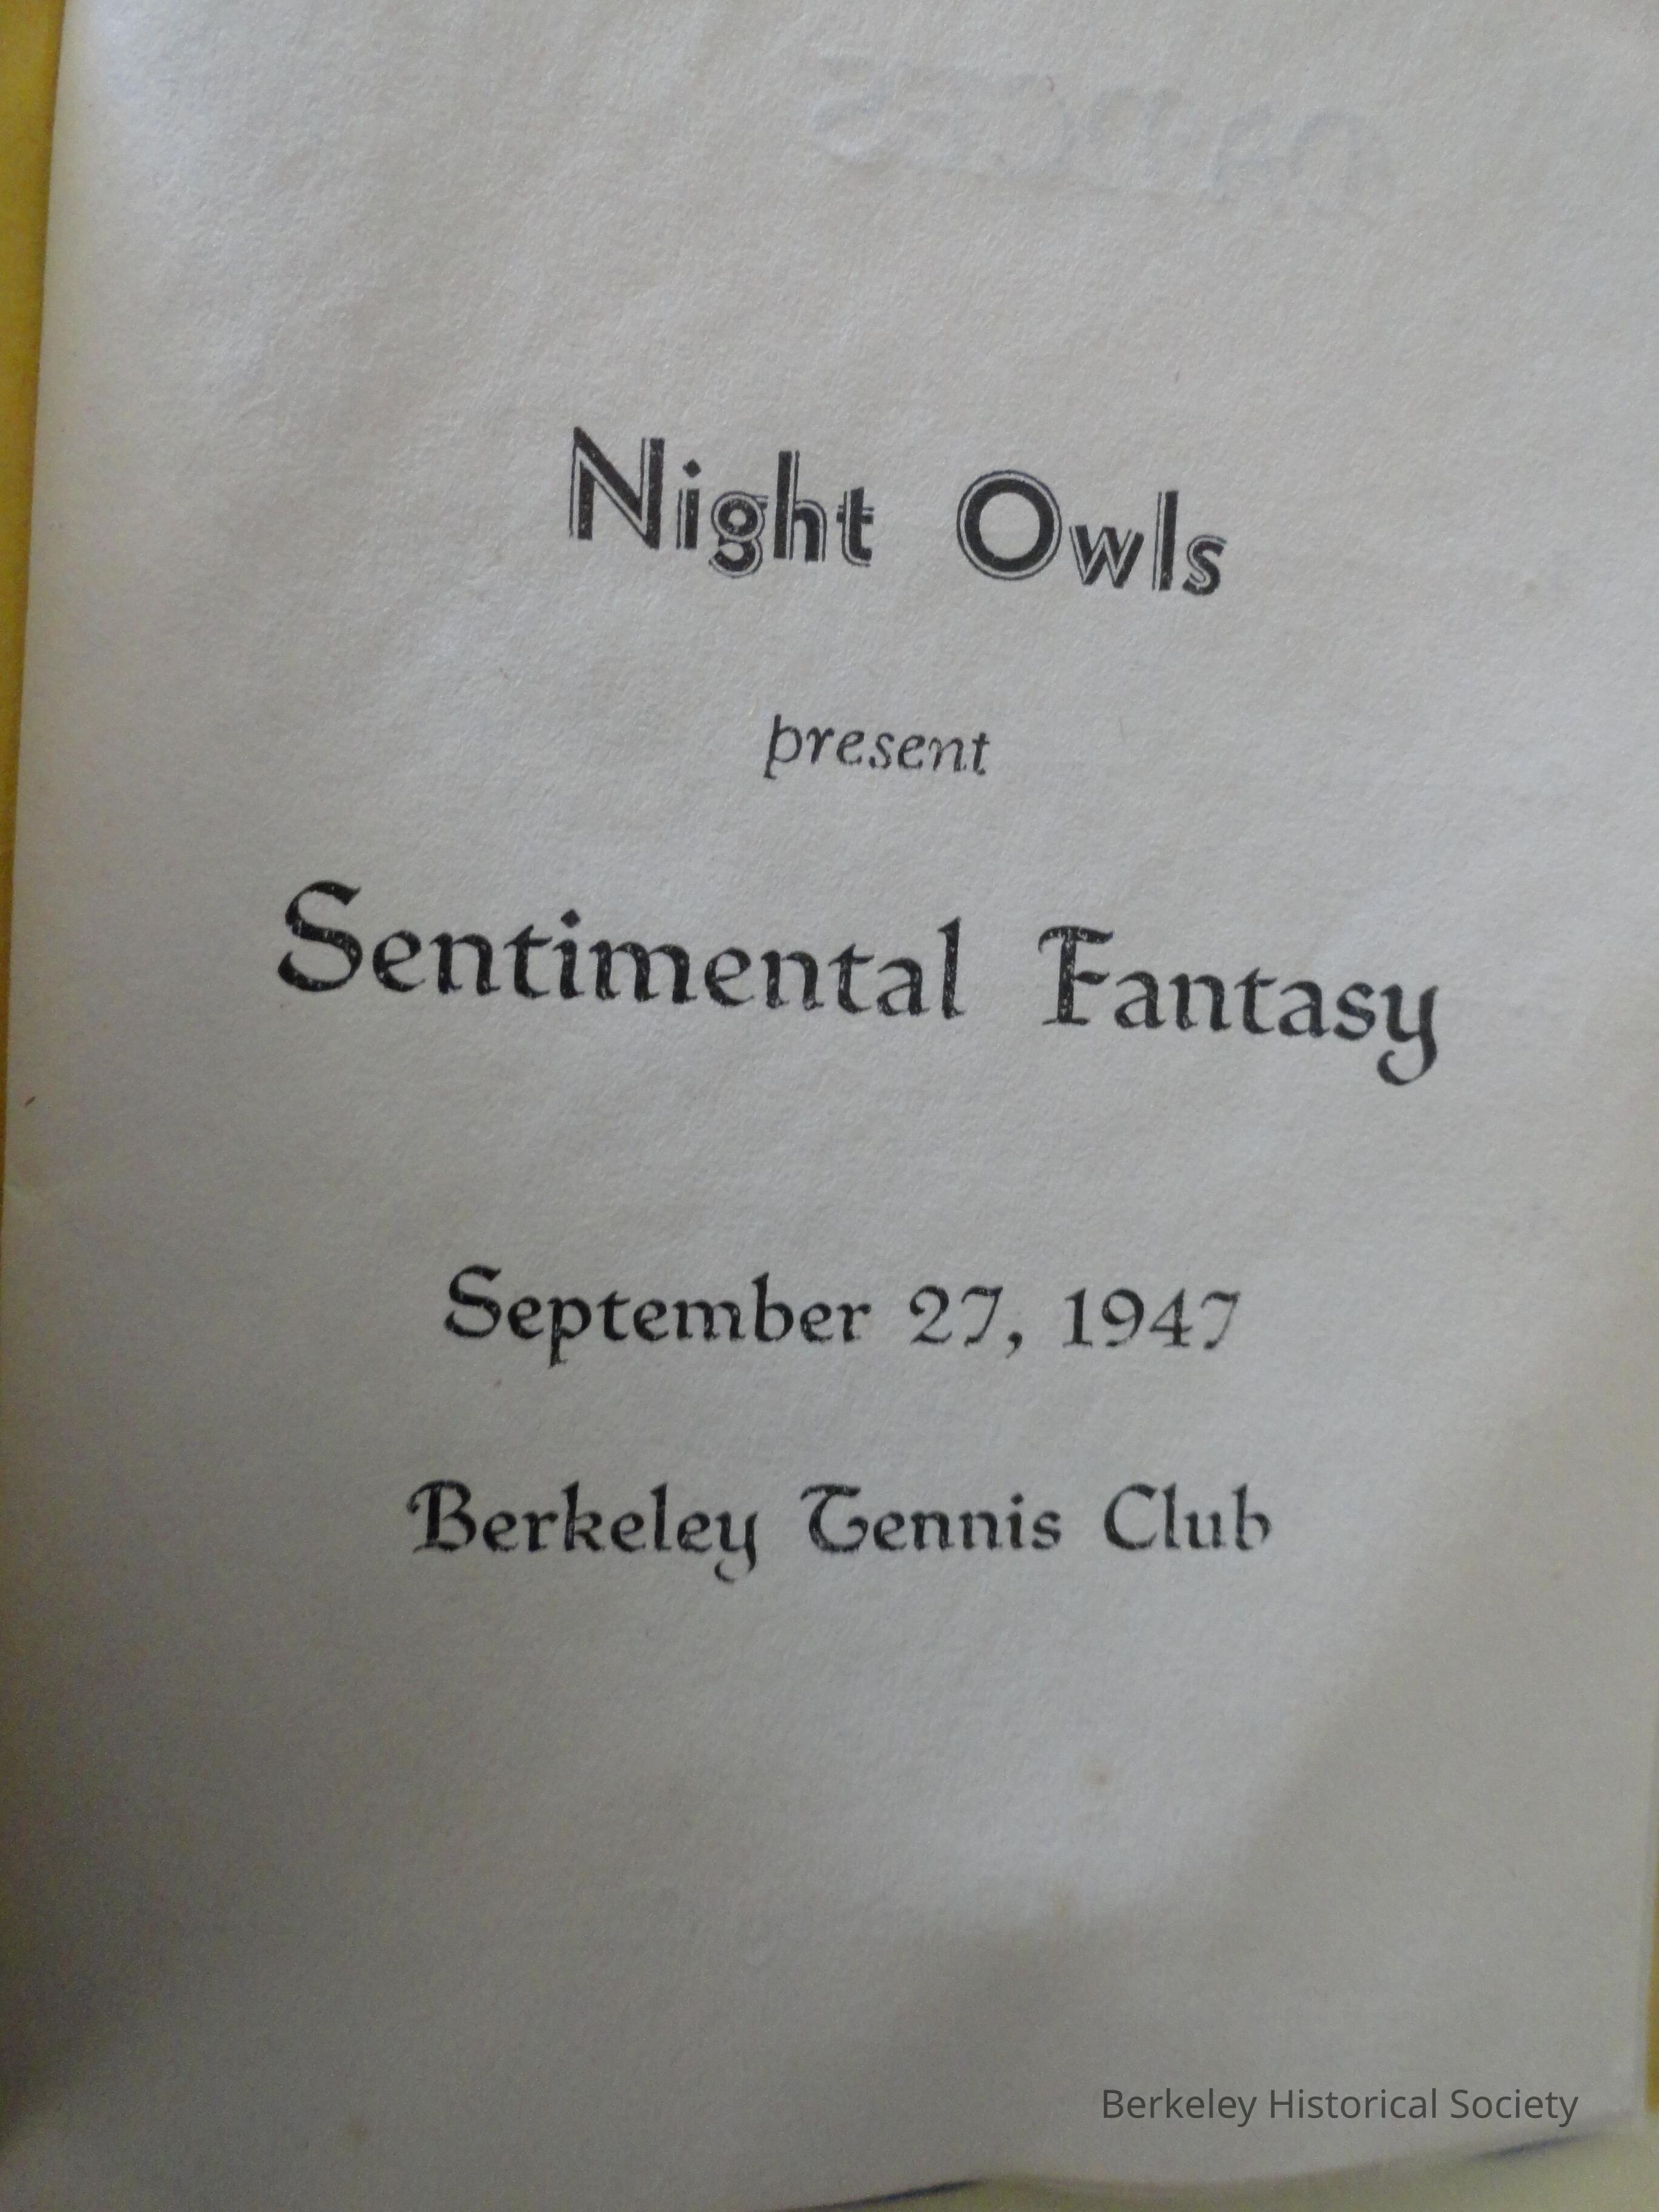 Night Owls
present
Sentimental Fantasy
September 27, 1947
Berkeley Tennis Club
Berkeley Historical Society